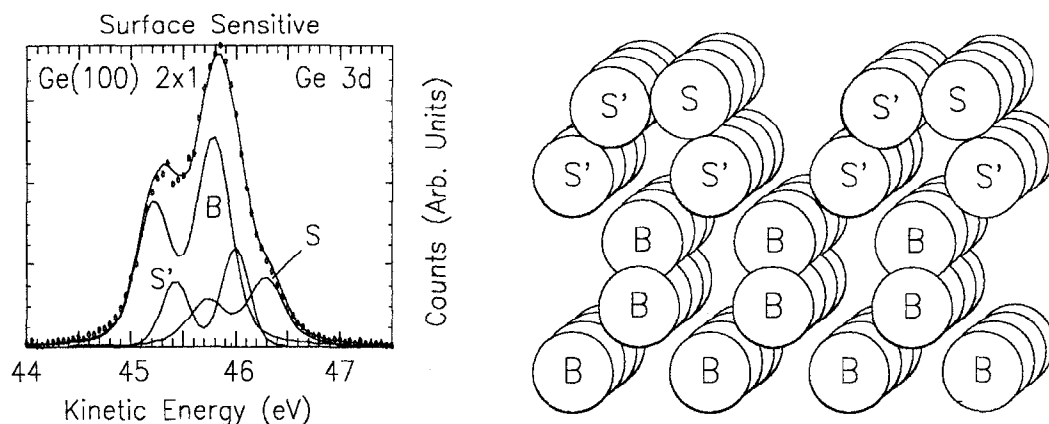 Surface Sensitive
Ge(100) 2x1 Ge 3d
B
S
S'
44 45 46 47
Kinetic Energy (eV)
Counts (Arb. Units)
S' S S' S
S' S' S' S'
B B B
B B B
B B B B